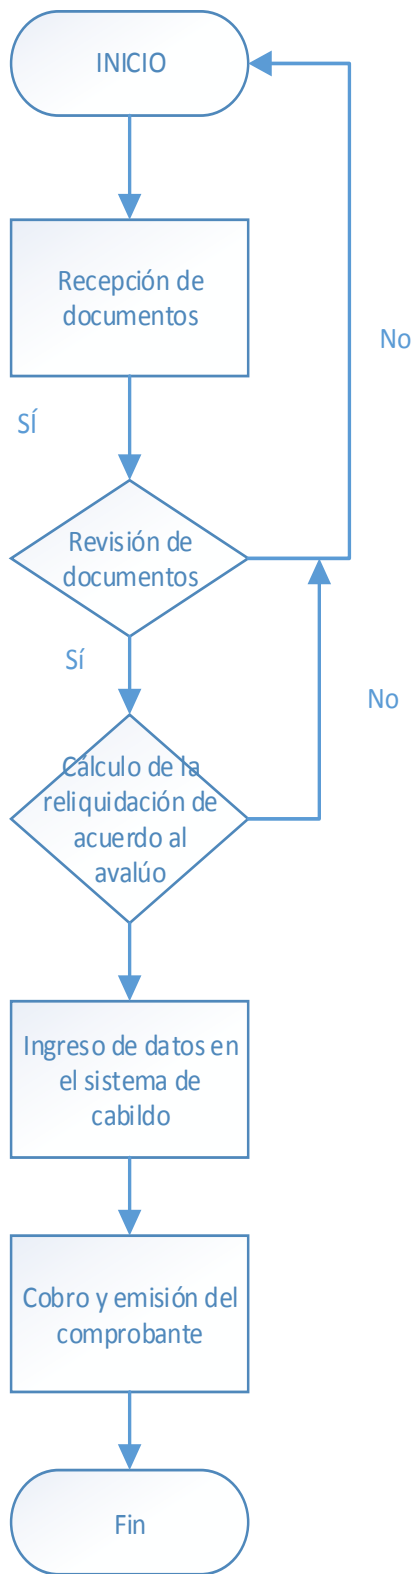 INICIO
Recepción de
documentos
No
SÍ
Revisión de
documentos
Sí
No
Cálculo de la
reliquidación de
acuerdo al
avalúo
Ingreso de datos en
el sistema de
cabildo
Cobro y emisión del
comprobante
Fin